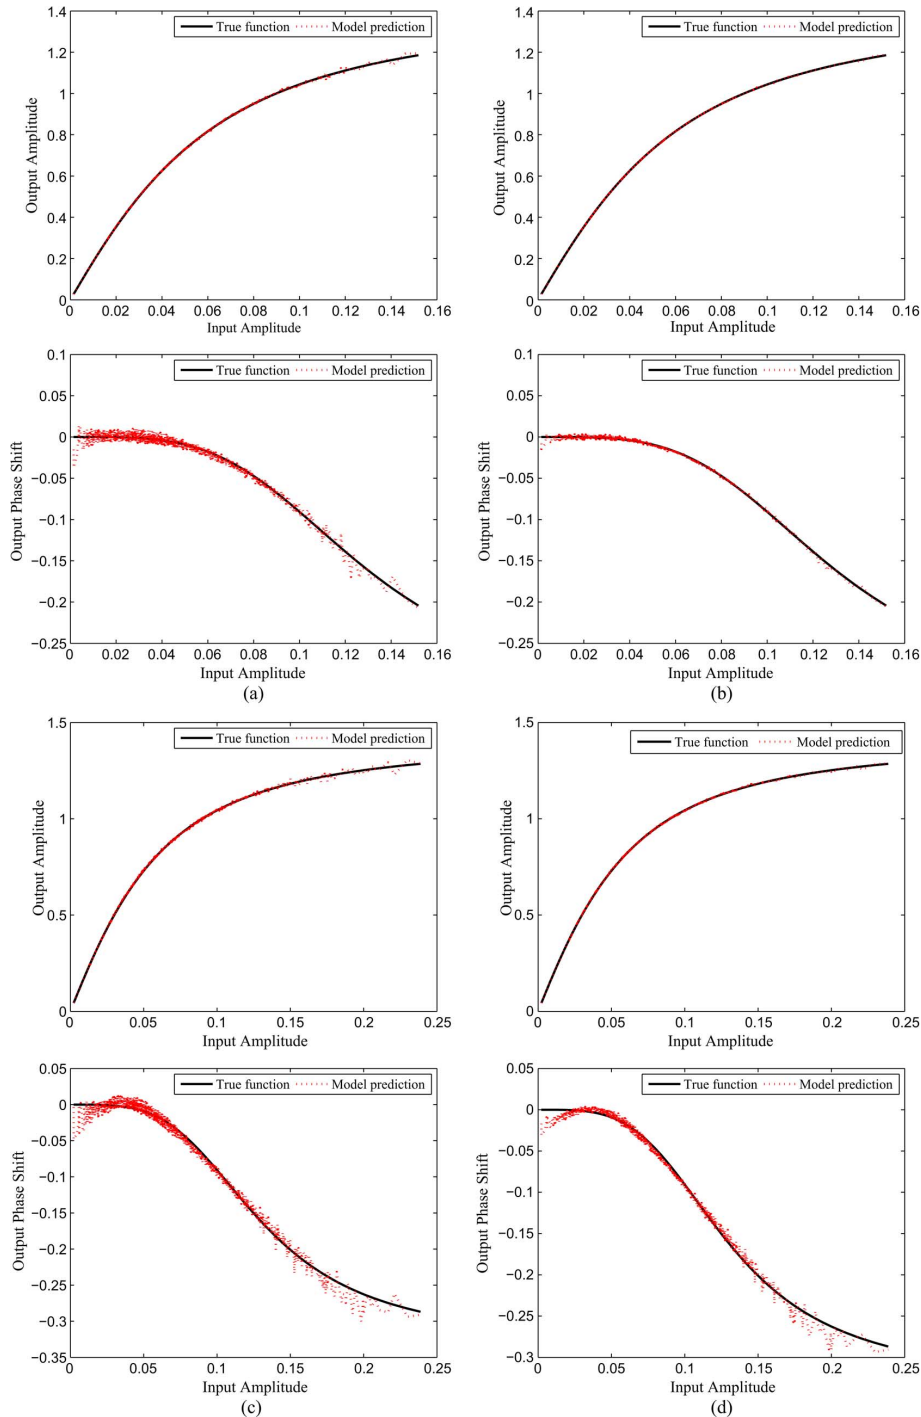 1.4
1.2
1
0.8
0.6
0.4
0.2
0
True function Model prediction
Output Amplitude
0 0.02 0.04 0.06 0.08 0.1 0.12 0.14 0.16
Input Amplitude
0.1
0.05
0
−0.05
−0.1
−0.15
−0.2
−0.25
True function Model prediction
Output Phase Shift
0 0.02 0.04 0.06 0.08 0.1 0.12 0.14 0.16
Input Amplitude
(a)
1.4
1.2
1
0.8
0.6
0.4
0.2
0
True function Model prediction
Output Amplitude
0 0.02 0.04 0.06 0.08 0.1 0.12 0.14 0.16
Input Amplitude
0.1
0.05
0
−0.05
−0.1
−0.15
−0.2
−0.25
True function Model prediction
Output Phase Shift
0 0.02 0.04 0.06 0.08 0.1 0.12 0.14 0.16
Input Amplitude
(b)
1.5
1
0.5
0
True function Model prediction
Output Amplitude
0 0.05 0.1 0.15 0.2 0.25
Input Amplitude
0.05
0
−0.05
−0.1
−0.15
−0.2
−0.25
−0.3
−0.35
True function Model prediction
Output Phase Shift
0 0.05 0.1 0.15 0.2 0.25
Input Amplitude
(c)
1.5
1
0.5
0
True function Model prediction
Output Amplitude
0 0.05 0.1 0.15 0.2 0.25
Input Amplitude
0.05
0
−0.05
−0.1
−0.15
−0.2
−0.25
−0.3
True function Model prediction
Output Phase Shift
0 0.05 0.1 0.15 0.2 0.25
Input Amplitude
(d)